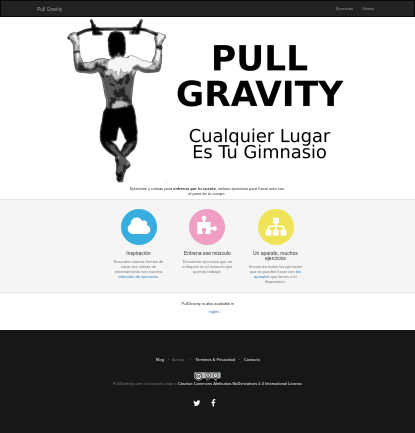 Pull Gravity
Ejercicios Videos
PULL
GRAVITY
Cualquier Lugar
Es Tu Gimnasio
Ejercicios y rutinas para entrenar por tu cuenta, incluso ejercicios para hacer solo con
el peso de tu cuerpo.
Inspiración
Descubre nuevas formas de
variar tus rutinas de
entrenamiento con nuestra
colección de ejercicios.
Entrena ese músculo
Ejercicios que se
enfoquen en el músculo que
quieras trabajar.
Un aparato, muchos
ejercicios
Encuentra todos los ejercicios
que se pueden hacer con los
aparatos que tienes a tu
disposición.
PullGravity is also available in
Inglés
Blog · Acerca · Términos & Privacidad · Contacto
PullGravity.com is licensed under a Creative Commons Attribution-NoDerivatives 4.0 International License.